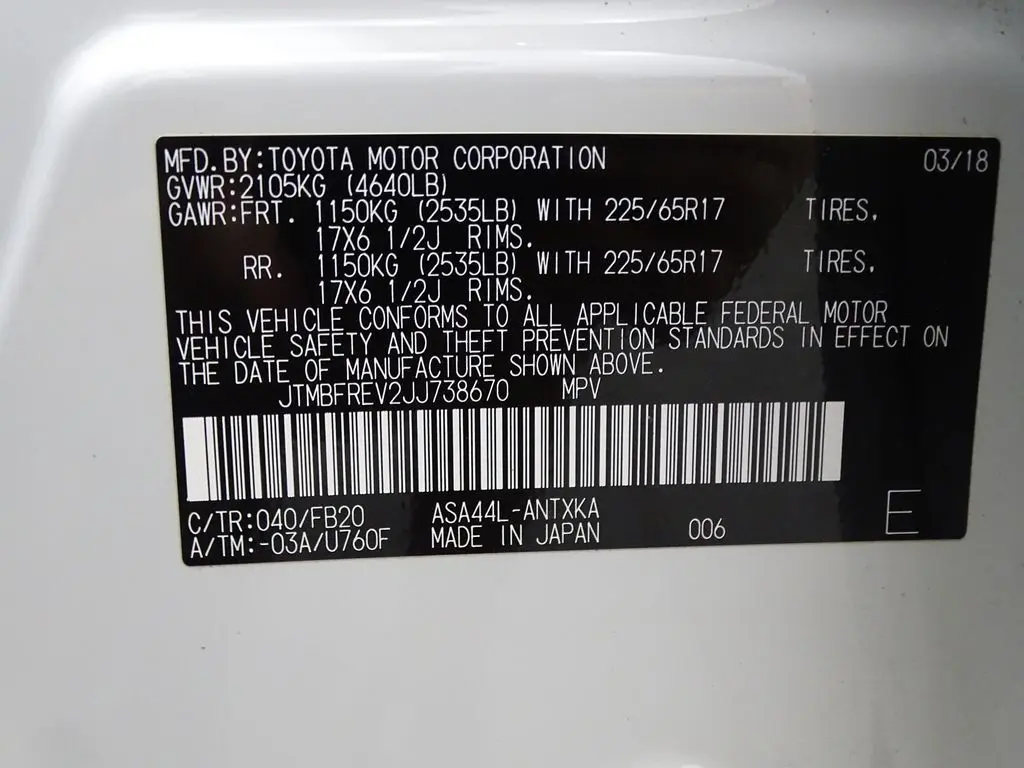 MFD.BY:TOYOTA MOTOR CORPORATION 03/18
GVWR:2105KG (4640LB)
GAWR:FRT. 1150KG (2535LB) WITH 225/65R17 TIRES,
17X6 1/2J RIMS.
RR. 1150KG (2535LB) WITH 225/65R17 TIRES,
17X6 1/2J RIMS.
THIS VEHICLE CONFORMS TO ALL APPLICABLE FEDERAL MOTOR
VEHICLE SAFETY AND THEFT PREVENTION STANDARDS IN EFFECT ON
THE DATE OF MANUFACTURE SHOWN ABOVE.
JTMBFREV2JJ738670 MPV
C/TR:040/FB20 ASA44L-ANTXKA
A/TM:-03A/U760F MADE IN JAPAN 006 E